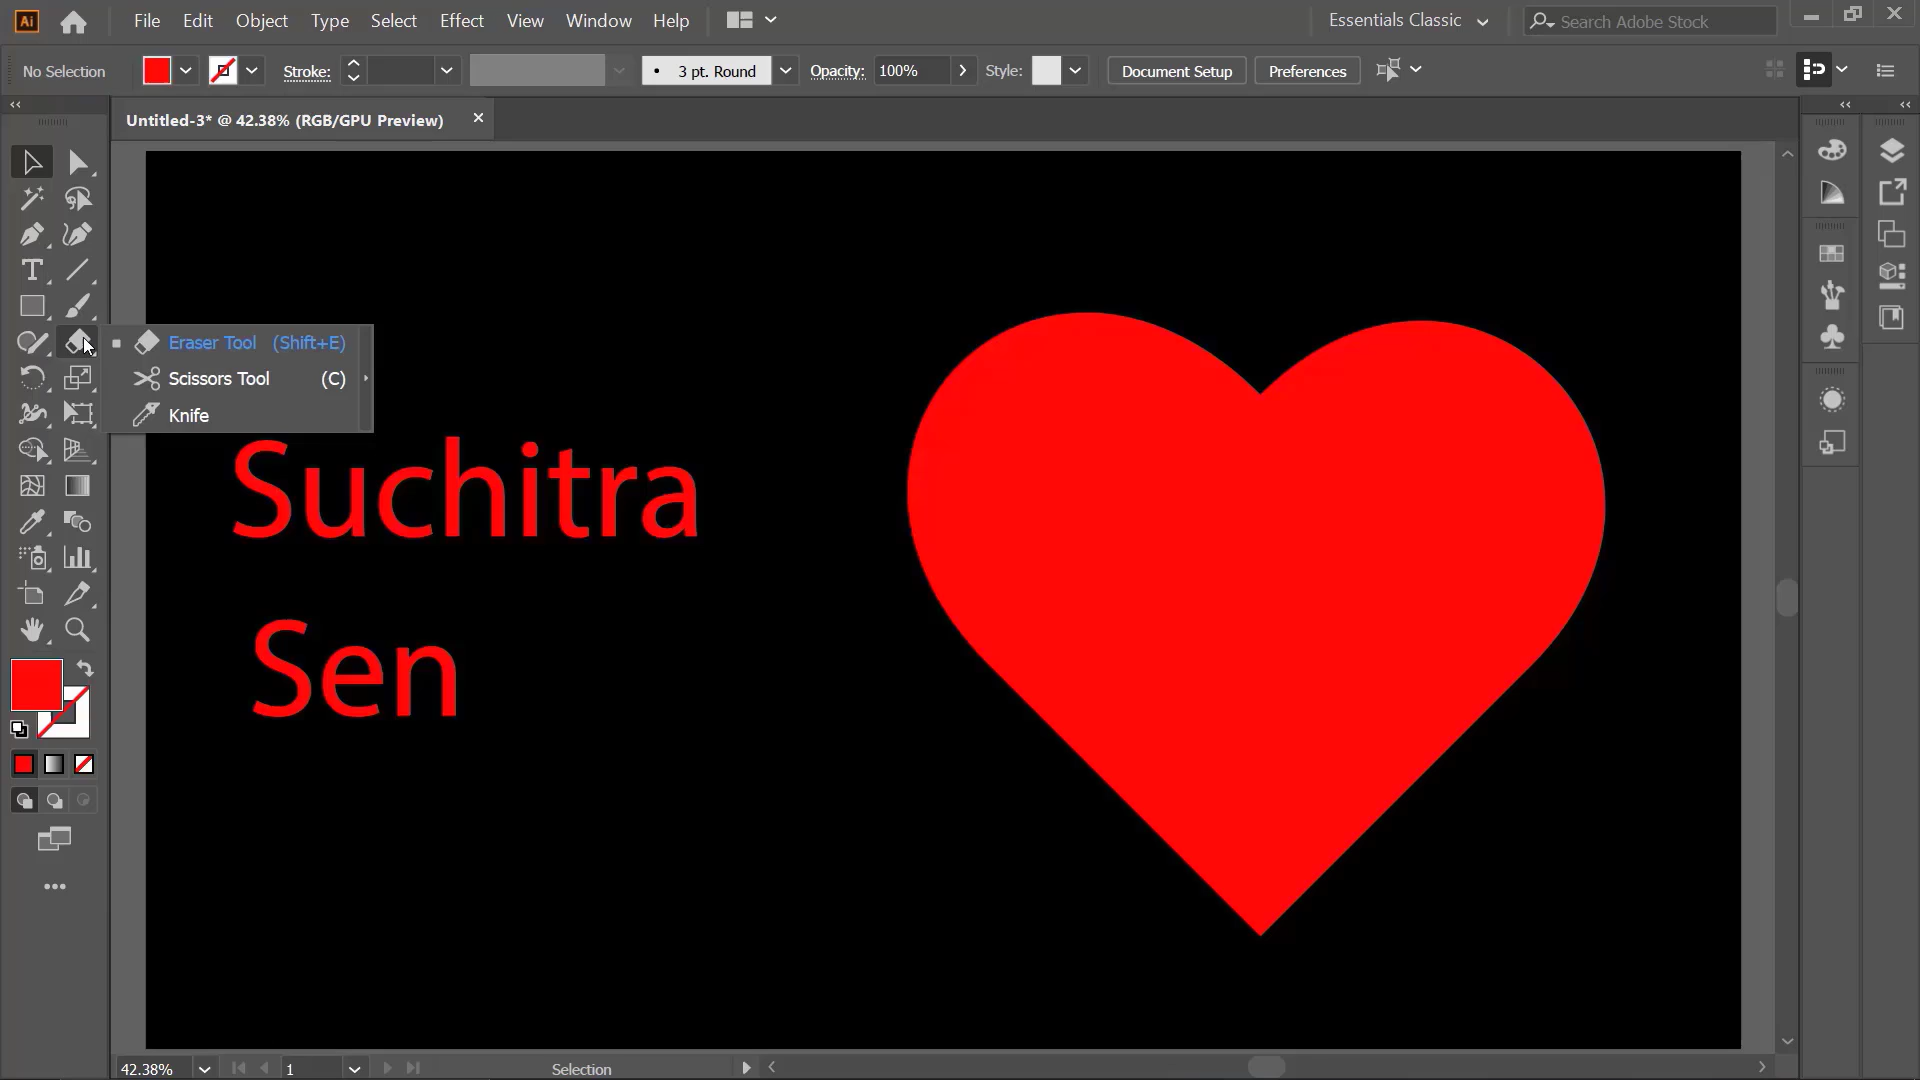 Ai File Edit Object Type Select Effect View Window Help Essentials Classic Search Adobe Stock
No Selection Stroke: 3 pt. Round Opacity: 100% Style: Document Setup Preferences
Untitled-3* @ 42.38% (RGB/GPU Preview)
Eraser Tool (Shift+E)
Scissors Tool (C)
Knife
Suchitra
Sen
42.38% 1 Selection